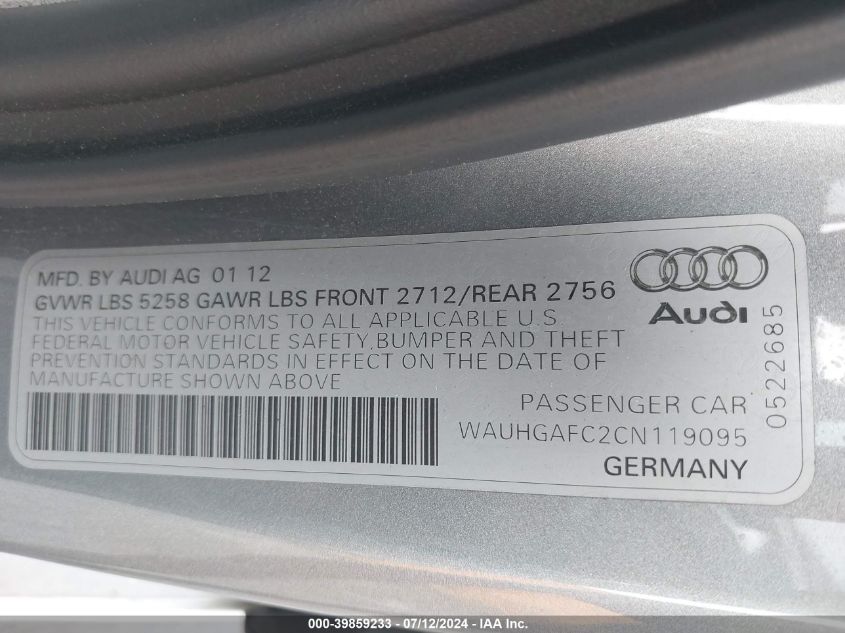 MFD. BY AUDI AG 01 12
GVWR LBS 5258 GAWR LBS FRONT 2712/REAR 2756
THIS VEHICLE CONFORMS TO ALL APPLICABLE U.S.
FEDERAL MOTOR VEHICLE SAFETY,BUMPER AND THEFT
PREVENTION STANDARDS IN EFFECT ON THE DATE OF
MANUFACTURE SHOWN ABOVE
Audi
0522685
PASSENGER CAR
WAUHGAFC2CN119095
GERMANY
000-39859233 - 07/12/2024 - IAA Inc.